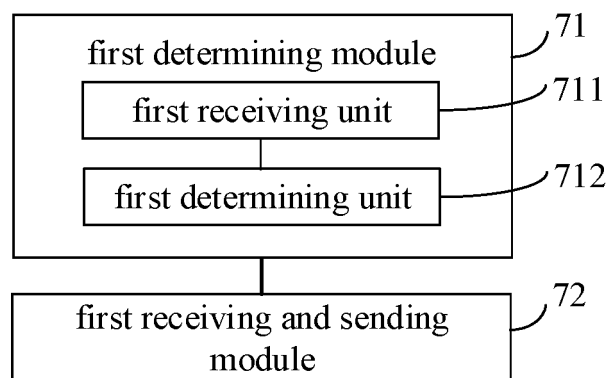 71
first determining module
first receiving unit
711
first determining unit
712
72
first receiving and sending
module